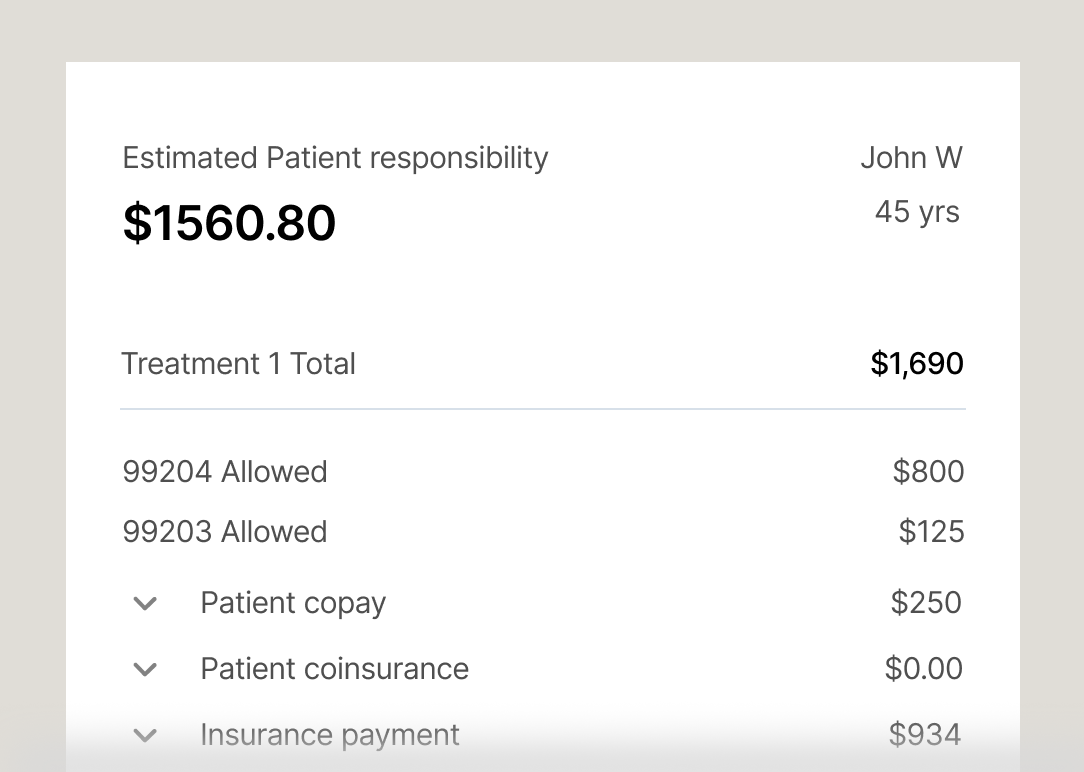 Estimated Patient responsibility
$1560.80
John W
45 yrs
Treatment 1 Total $1,690
99204 Allowed $800
99203 Allowed $125
Patient copay $250
Patient coinsurance $0.00
Insurance payment $934